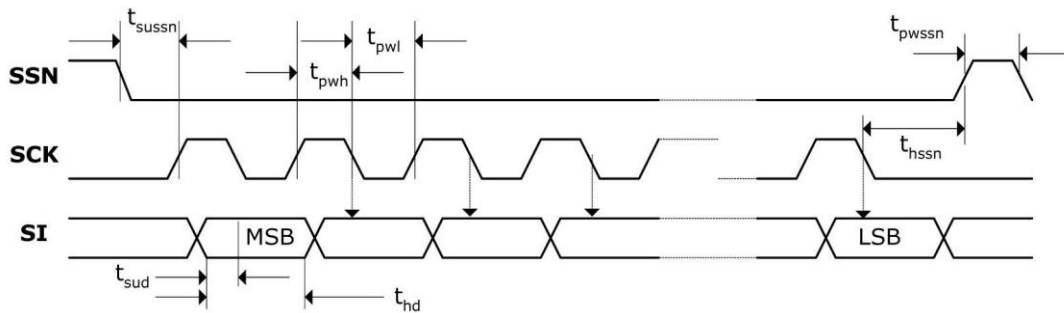 t_sussn t_pwl t_pwssn
t_pwh
SSN
t_hssn
SCK
SI MSB LSB
t_sud t_hd